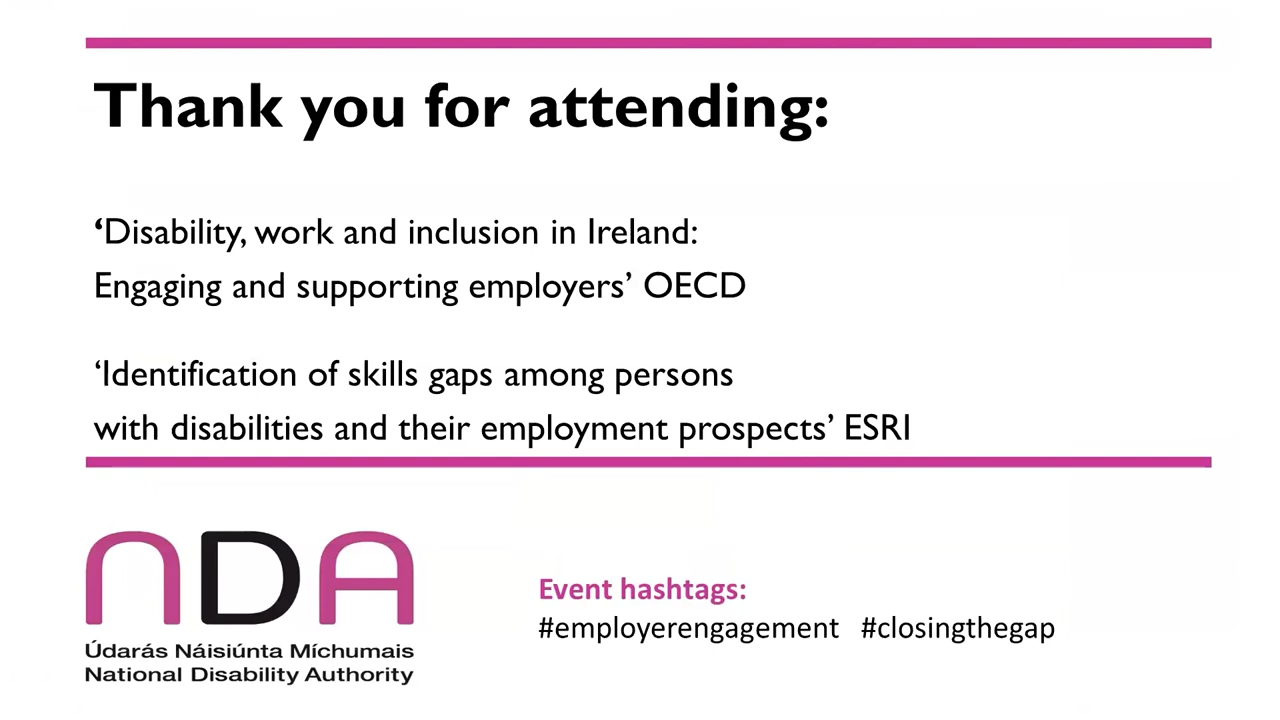 Thank you for attending:
‘Disability, work and inclusion in Ireland:
Engaging and supporting employers’ OECD
‘Identification of skills gaps among persons
with disabilities and their employment prospects’ ESRI
NDA
Údarás Náisiúnta Míchumais
National Disability Authority
Event hashtags:
#employerengagement #closingthegap